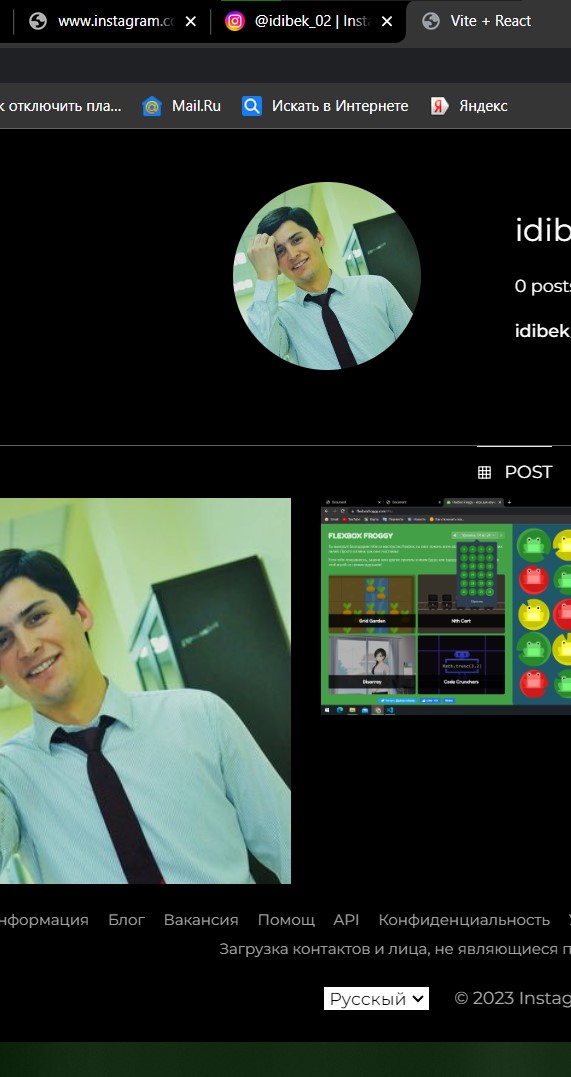 www.instagram.c
@idibek_02 | Inst
Vite + React
к отключить пла...
Mail.Ru
Искать в Интернете
Яндекс
idib
0 posts
idibek
POST
FLEXBOX FROGGY
Grid Garden
Nth Cart
Disarray
Code Crunchers
нформация
Блог
Вакансия
Помощ
API
Конфиденциальность
Загрузка контактов и лица, не являющиеся п
Русский
© 2023 Instag